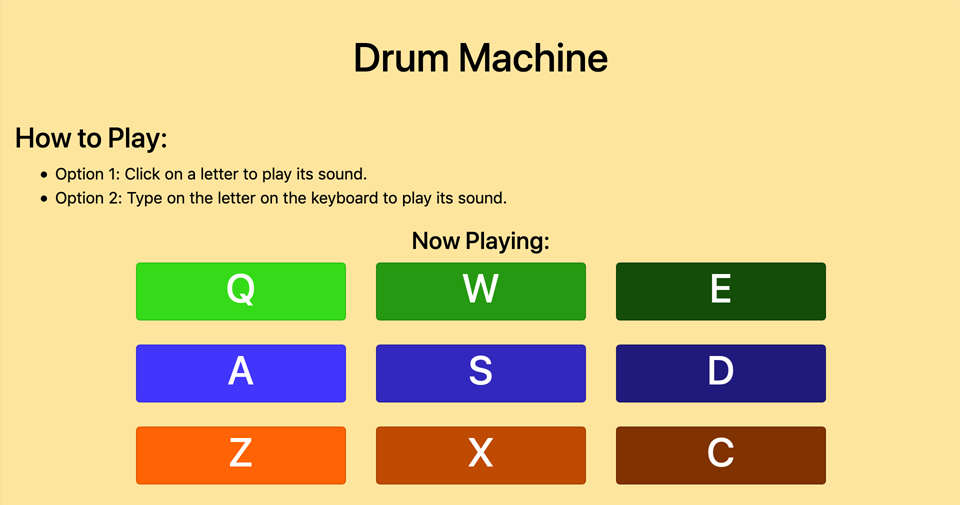 Drum Machine
How to Play:
• Option 1: Click on a letter to play its sound.
• Option 2: Type on the letter on the keyboard to play its sound.
Now Playing:
Q W E
A S D
Z X C